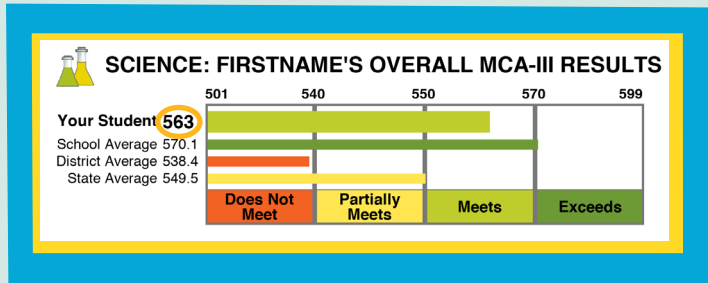 SCIENCE: FIRSTNAME'S OVERALL MCA-III RESULTS
501 540 550 570 599
Your Student 563
School Average 570.1
District Average 538.4
State Average 549.5
Does Not Meet
Partially Meets
Meets
Exceeds